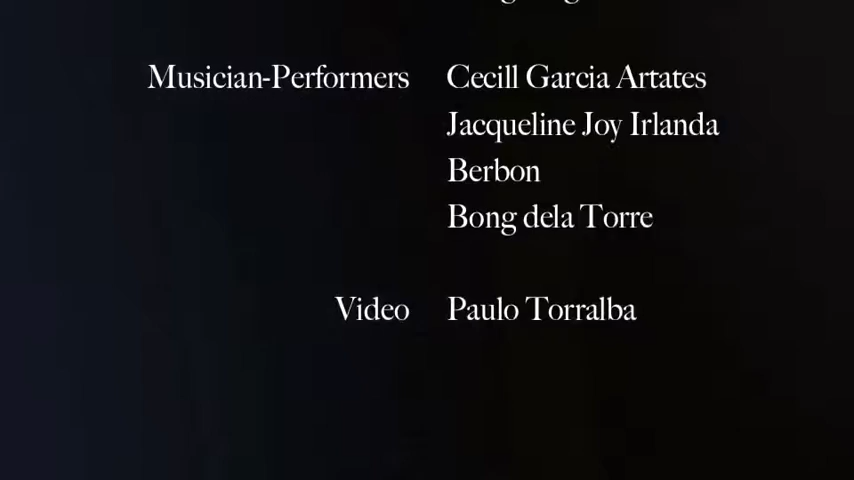 Musician-Performers Cecill Garcia Artates
Jacqueline Joy Irlanda
Berbon
Bong dela Torre
Video Paulo Torralba